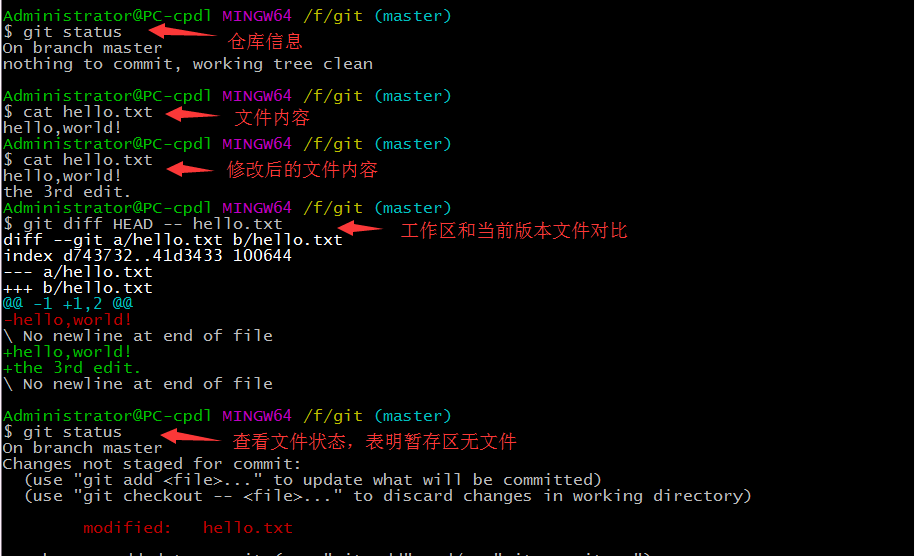 Administrator@PC-cpdl MINGW64 /f/git (master)
$ git status
仓库信息
On branch master
nothing to commit, working tree clean
Administrator@PC-cpdl MINGW64 /f/git (master)
$ cat hello.txt
文件内容
hello,world!
Administrator@PC-cpdl MINGW64 /f/git (master)
$ cat hello.txt
修改后的文件内容
hello,world!
the 3rd edit.
Administrator@PC-cpdl MINGW64 /f/git (master)
$ git diff HEAD -- hello.txt
工作区和当前版本文件对比
diff --git a/hello.txt b/hello.txt
index d743732..41d3433 100644
--- a/hello.txt
+++ b/hello.txt
@@ -1 +1,2 @@
-hello,world!
\ No newline at end of file
+hello,world!
+the 3rd edit.
\ No newline at end of file
Administrator@PC-cpdl MINGW64 /f/git (master)
$ git status
查看文件状态，表明暂存区无文件
On branch master
Changes not staged for commit:
(use "git add <file>..." to update what will be committed)
(use "git checkout -- <file>..." to discard changes in working directory)
modified: hello.txt